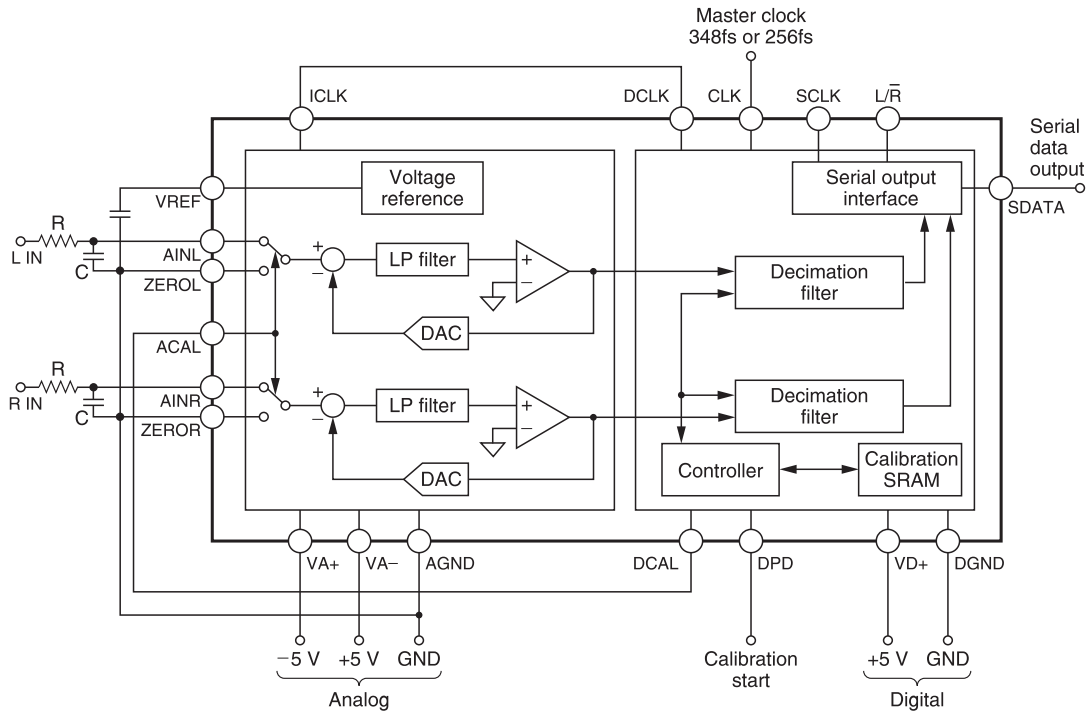 Master clock
348fs or 256fs
ICLK
DCLK
CLK
SCLK
L/R̅
Serial
data
output
Voltage
reference
Serial output
interface
VREF
SDATA
R
L IN
AINL
C
ZEROL
+
−
LP filter
+
−
Decimation
filter
DAC
ACAL
R
R IN
AINR
C
ZEROR
+
−
LP filter
+
−
Decimation
filter
DAC
Controller
Calibration
SRAM
VA+
VA−
AGND
DCAL
DPD
VD+
DGND
−5 V
+5 V
GND
Calibration
start
+5 V
GND
Analog
Digital